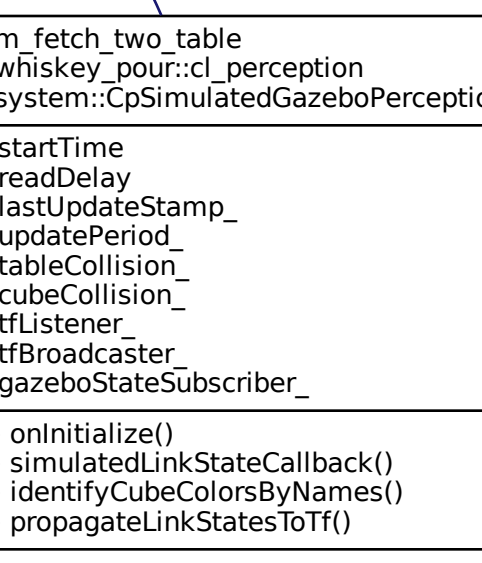 m_fetch_two_table
whiskey_pour::cl_perception
system::CpSimulatedGazeboPerceptio
startTime
readDelay
lastUpdateStamp_
updatePeriod_
tableCollision_
cubeCollision_
tfListener_
tfBroadcaster_
gazeboStateSubscriber_
onInitialize()
simulatedLinkStateCallback()
identifyCubeColorsByNames()
propagateLinkStatesToTf()